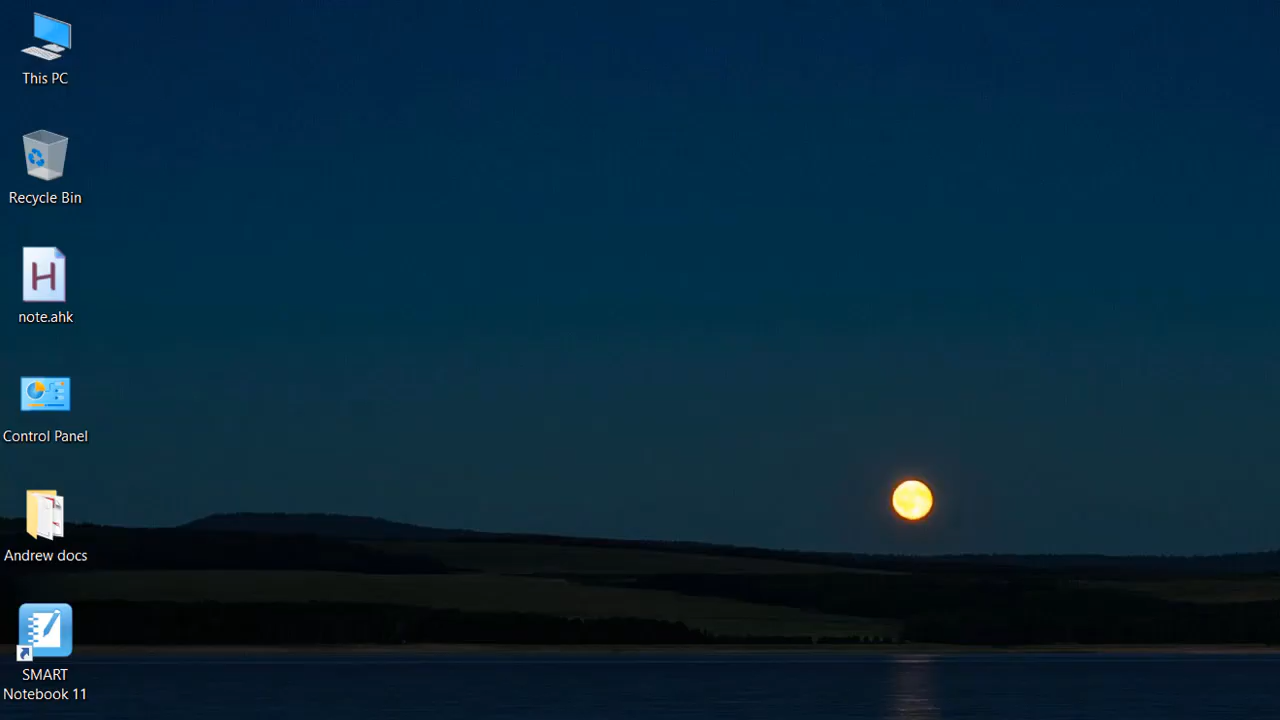 This PC
Recycle Bin
H
note.ahk
Control Panel
Andrew docs
SMART
Notebook 11